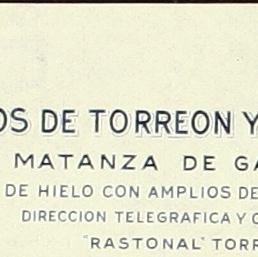 OS DE TORREON Y
MATANZA DE GA
DE HIELO CON AMPLIOS DE
DIRECCION TELEGRAFICA Y C
"RASTONAL" TORR